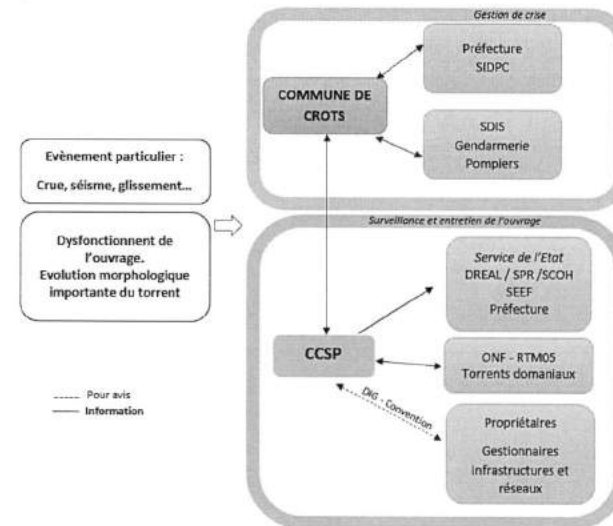 Gestion de crise
Préfecture
SIDPC
COMMUNE DE
CROTS
SDIS
Gendarmerie
Pompiers
Evènement particulier :
Crue, séisme, glissement...
Dysfonctionnent de
l'ouvrage.
Evolution morphologique
importante du torrent
Surveillance et entretien de l'ouvrage
Service de l'Etat
DREAL / SPR /SCOH
SEEF
Préfecture
CCSP
ONF - RTM05
Torrents domaniaux
DIG - Convention
Propriétaires
Gestionnaires
Infrastructures et
réseaux
Pour avis
Information